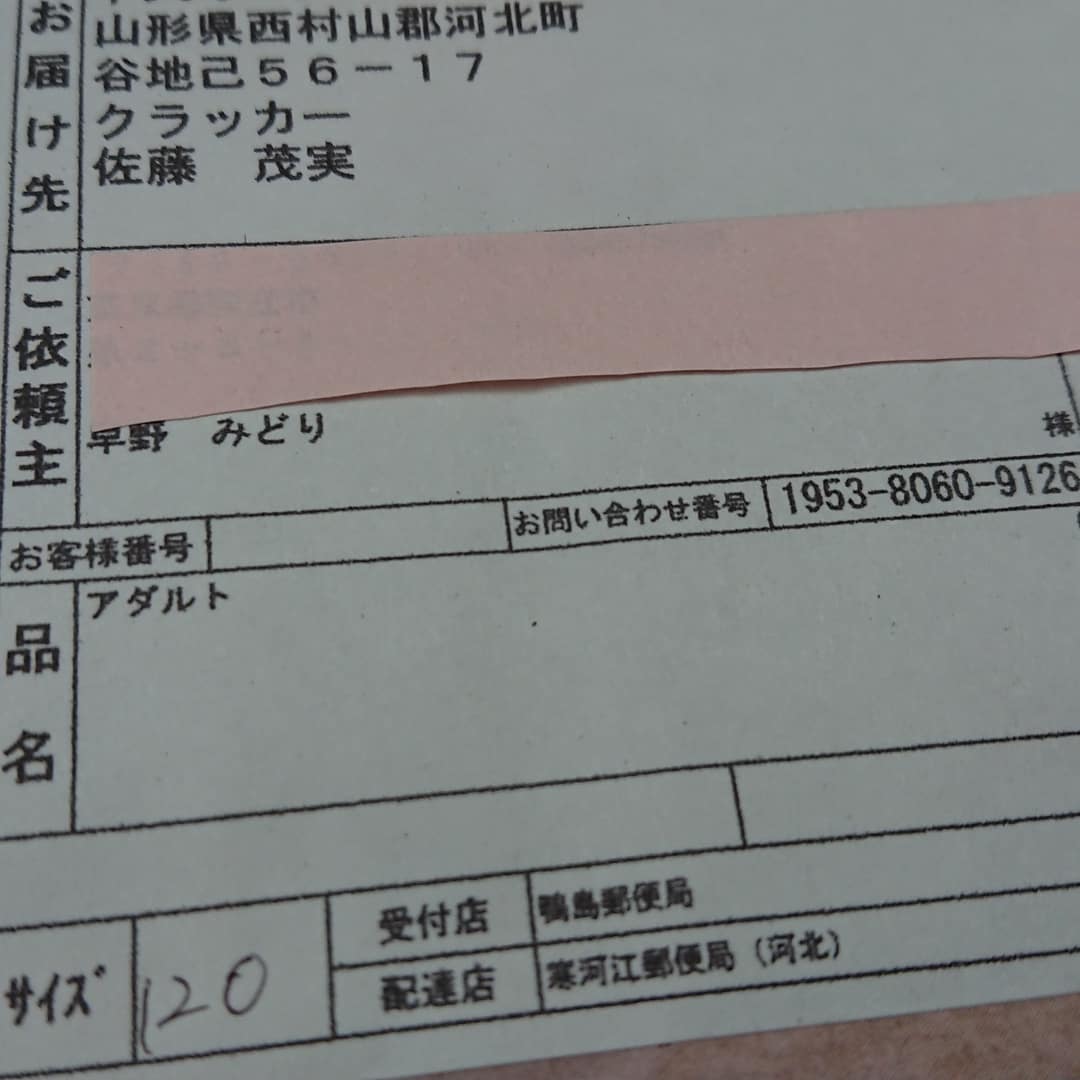 お届け先
山形県西村山郡河北町
谷地己56－17
クラッカー
佐藤　茂実
ご依頼主
早野　みどり
様
お客様番号
お問い合わせ番号
1953-8060-9126
品名
アダルト
サイズ
120
受付店
鴨島郵便局
配達店
寒河江郵便局（河北）